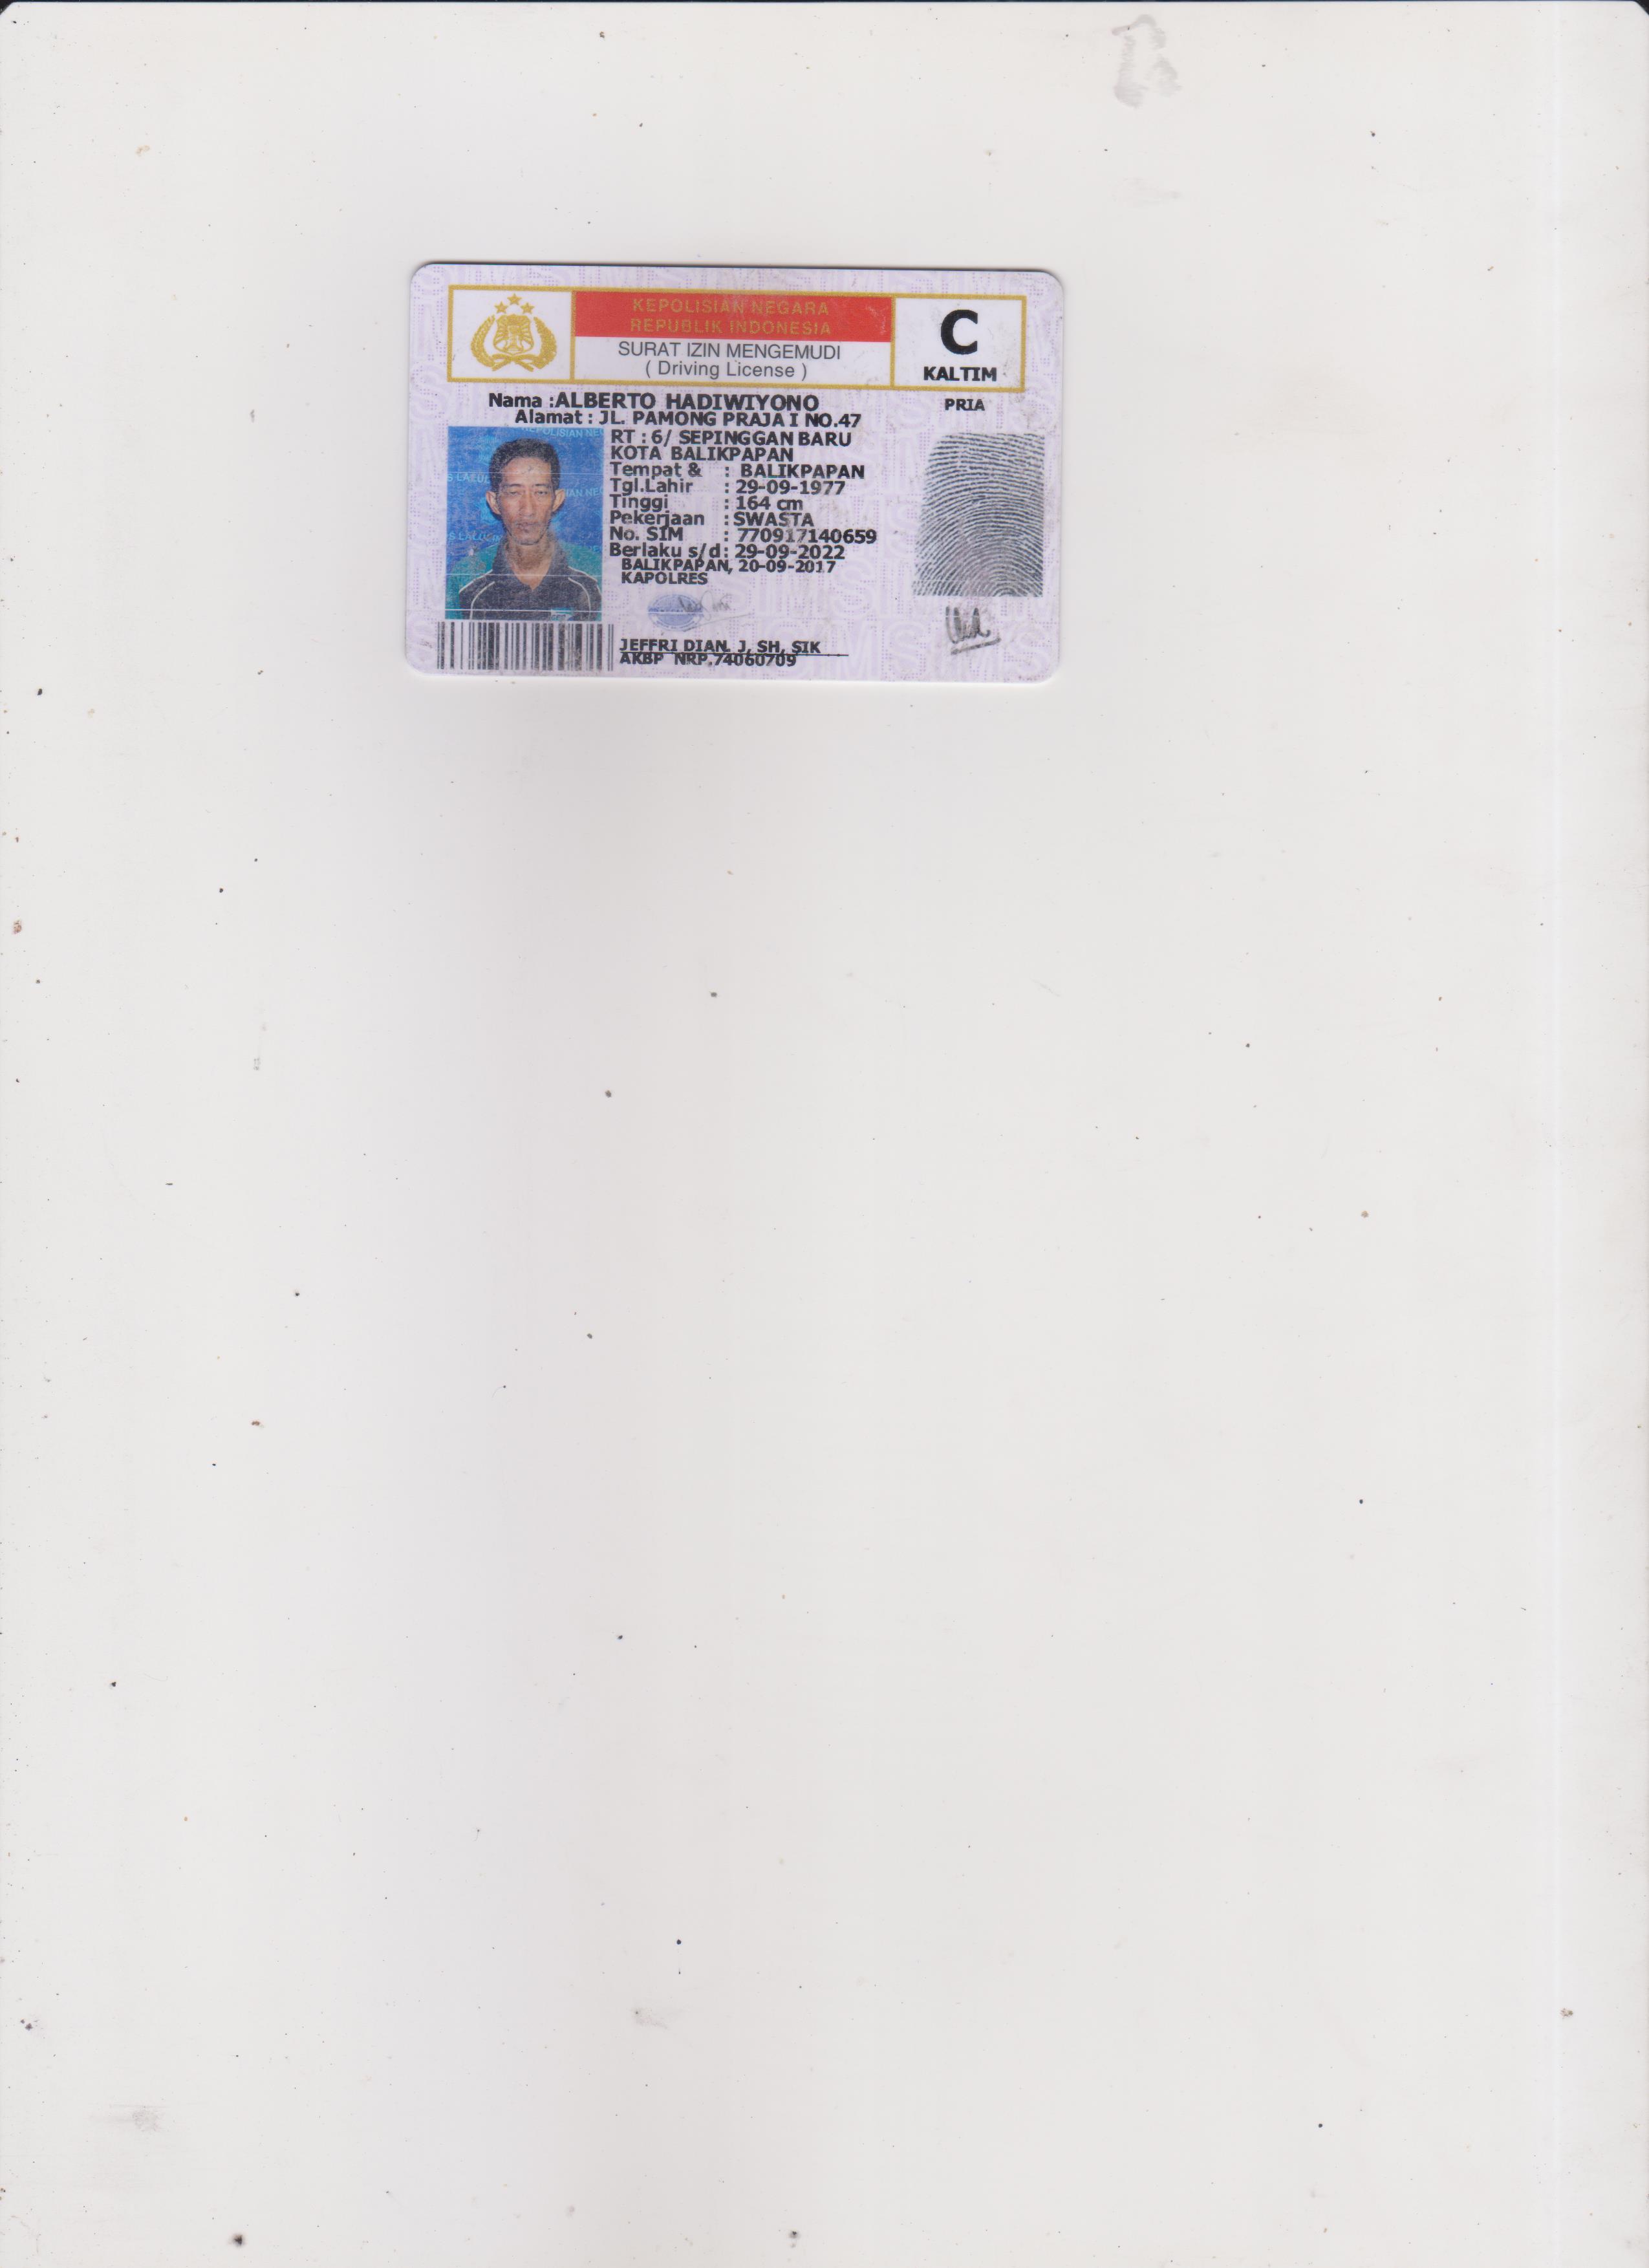 KEPOLISIAN NEGARA
REPUBLIK INDONESIA
SURAT IZIN MENGEMUDI
( Driving License )
C
KALTIM
Nama :ALBERTO HADIWIYONO
PRIA
Alamat : JL. PAMONG PRAJA I NO.47
RT : 6/ SEPINGGAN BARU
KOTA BALIKPAPAN
Tempat & : BALIKPAPAN
Tgl.Lahir : 29-09-1977
Tinggi : 164 cm
Pekerjaan : SWASTA
No. SIM : 770917140659
Berlaku s/d : 29-09-2022
BALIKPAPAN, 20-09-2017
KAPOLRES
JEFFRI DIAN. J, SH, SIK
AKBP NRP.74060709